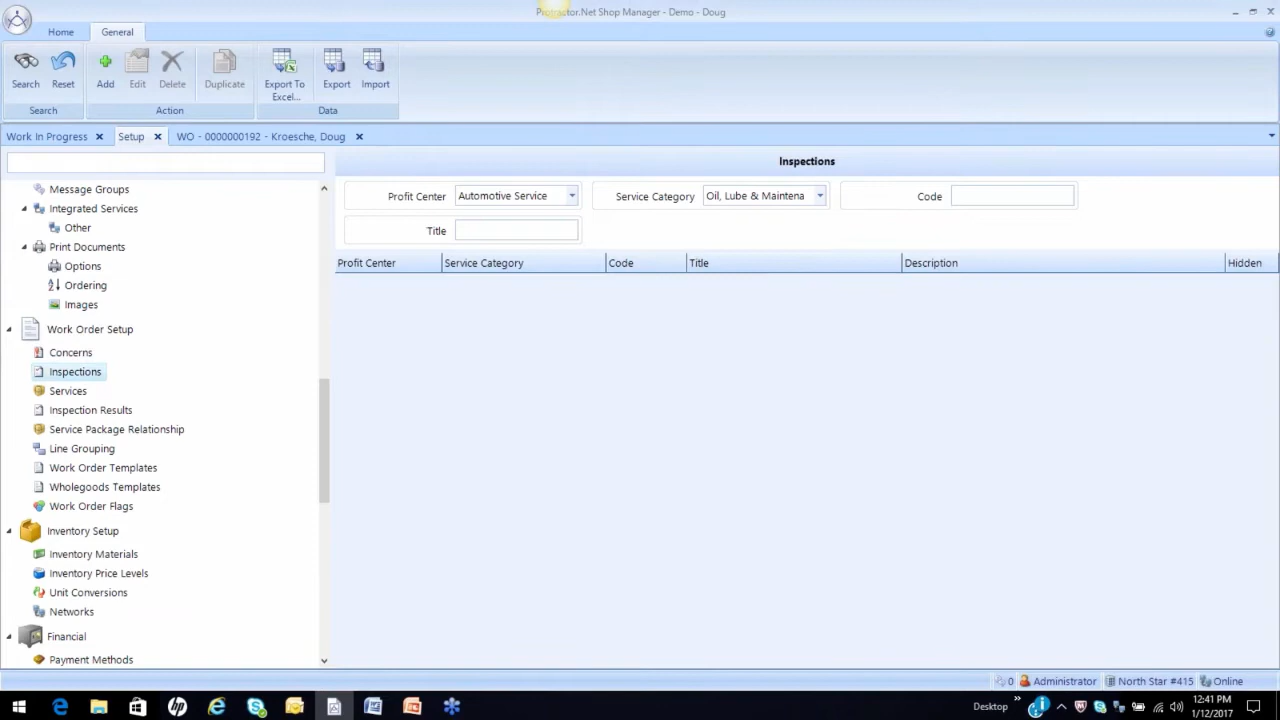 Protractor.Net Shop Manager - Demo - Doug
Home General
Search Reset Add Edit Delete Duplicate Export To Excel... Export Import
Search Action Data
Work In Progress Setup WO - 0000000192 - Kroesche, Doug
Inspections
Profit Center Automotive Service Service Category Oil, Lube & Maintena Code
Title
Profit Center Service Category Code Title Description Hidden
Message Groups
Integrated Services
Other
Print Documents
Options
Ordering
Images
Work Order Setup
Concerns
Inspections
Services
Inspection Results
Service Package Relationship
Line Grouping
Work Order Templates
Wholegoods Templates
Work Order Flags
Inventory Setup
Inventory Materials
Inventory Price Levels
Unit Conversions
Networks
Financial
Payment Methods
0 Administrator North Star #415 Online
Desktop
12:41 PM
1/12/2017